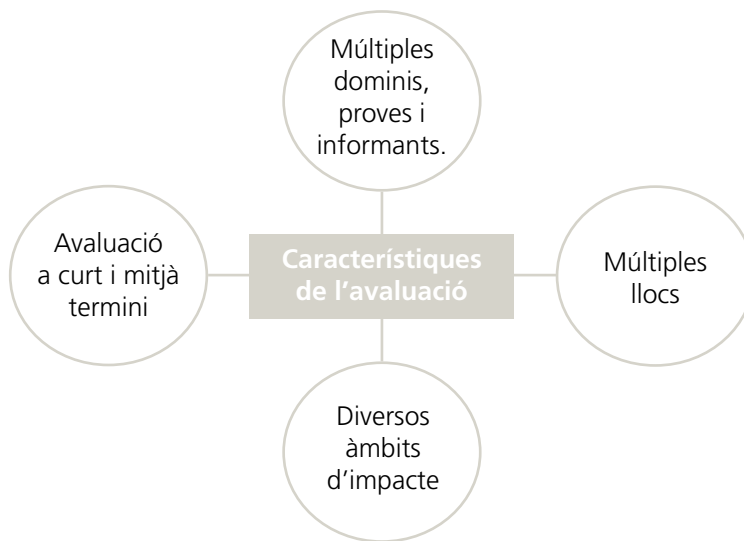 Múltiples
dominis,
proves i
informants.
Avaluació
a curt i mitjà
termini
Característiques
de l’avaluació
Múltiples
llocs
Diversos
àmbits
d’impacte